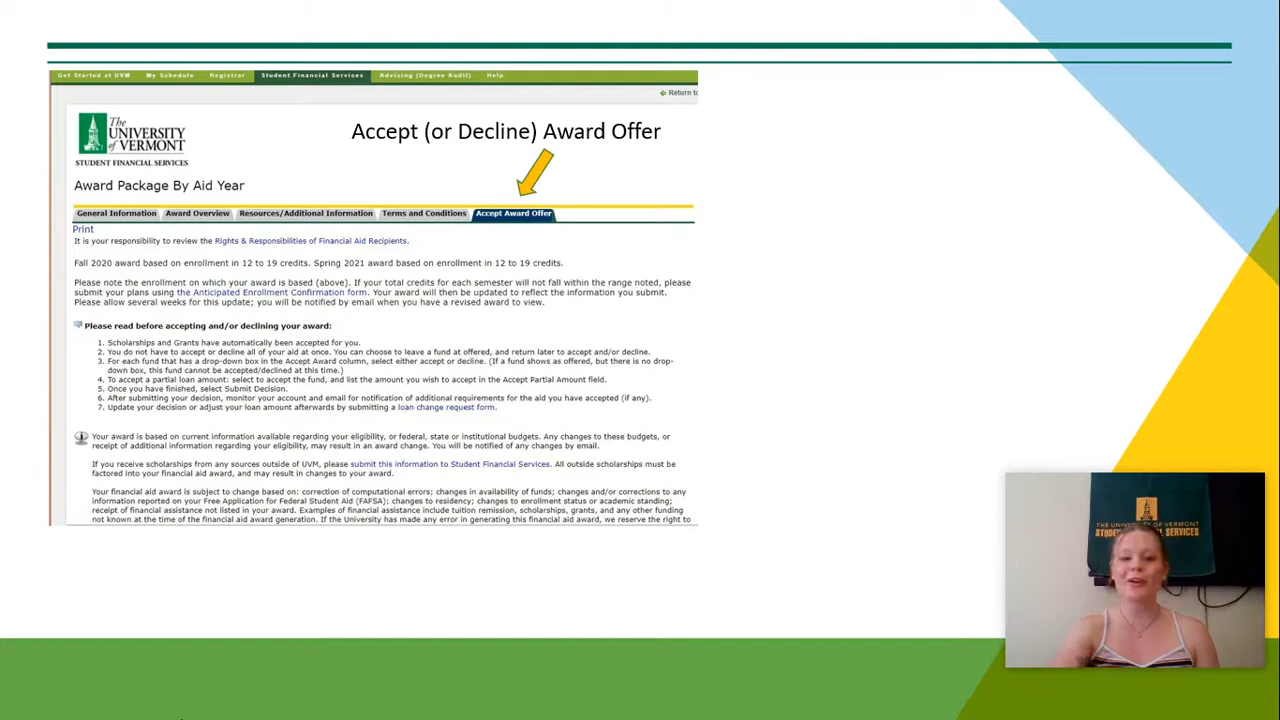 Get Started at UVM My Schedule Registrar Student Financial Services Advising (Degree Audit) Help
Return to
The
UNIVERSITY
of VERMONT
STUDENT FINANCIAL SERVICES
Accept (or Decline) Award Offer
Award Package By Aid Year
General Information Award Overview Resources/Additional Information Terms and Conditions Accept Award Offer
Print
It is your responsibility to review the Rights & Responsibilities of Financial Aid Recipients.
Fall 2020 award based on enrollment in 12 to 19 credits. Spring 2021 award based on enrollment in 12 to 19 credits.
Please note the enrollment on which your award is based (above). If your total credits for each semester will not fall within the range noted, please
submit your plans using the Anticipated Enrollment Confirmation form. Your award will then be updated to reflect the information you submit.
Please allow several weeks for this update; you will be notified by email when you have a revised award to view.
Please read before accepting and/or declining your award:
1. Scholarships and Grants have automatically been accepted for you.
2. You do not have to accept or decline all of your aid at once. You can choose to leave a fund at offered, and return later to accept and/or decline.
3. For each fund that has a drop-down box in the Accept Award column, select either accept or decline. (If a fund shows as offered, but there is no drop-
down box, this fund cannot be accepted/declined at this time.)
4. To accept a partial loan amount: select to accept the fund, and list the amount you wish to accept in the Accept Partial Amount field.
5. Once you have finished, select Submit Decision.
6. After submitting your decision, monitor your account and email for notification of additional requirements for the aid you have accepted (if any).
7. Update your decision or adjust your loan amount afterwards by submitting a loan change request form.
Your award is based on current information available regarding your eligibility, or federal, state or institutional budgets. Any changes to these budgets, or
receipt of additional information regarding your eligibility, may result in an award change. You will be notified of any changes by email.
If you receive scholarships from any sources outside of UVM, please submit this information to Student Financial Services. All outside scholarships must be
factored into your financial aid award, and may result in changes to your award.
Your financial aid award is subject to change based on: correction of computational errors; changes in availability of funds; changes and/or corrections to any
information reported on your Free Application for Federal Student Aid (FAFSA); changes to residency; changes to enrollment status or academic standing;
receipt of financial assistance not listed in your award. Examples of financial assistance include tuition remission, scholarships, grants, and any other funding
not known at the time of the financial aid award generation. If the University has made any error in generating this financial aid award, we reserve the right to
THE UNIVERSITY OF VERMONT
SERVICES